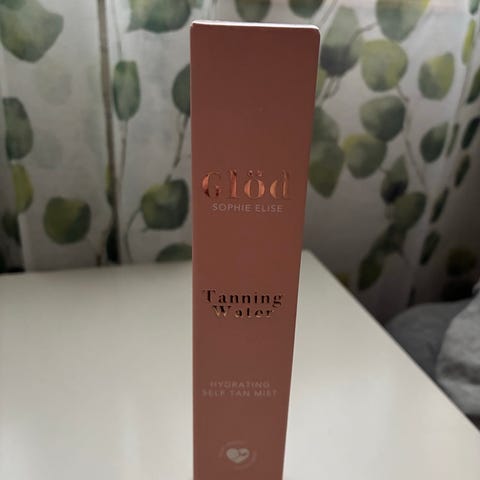 Glöd
SOPHIE ELISE
Tanning
Water
HYDRATING
SELF TAN MIST